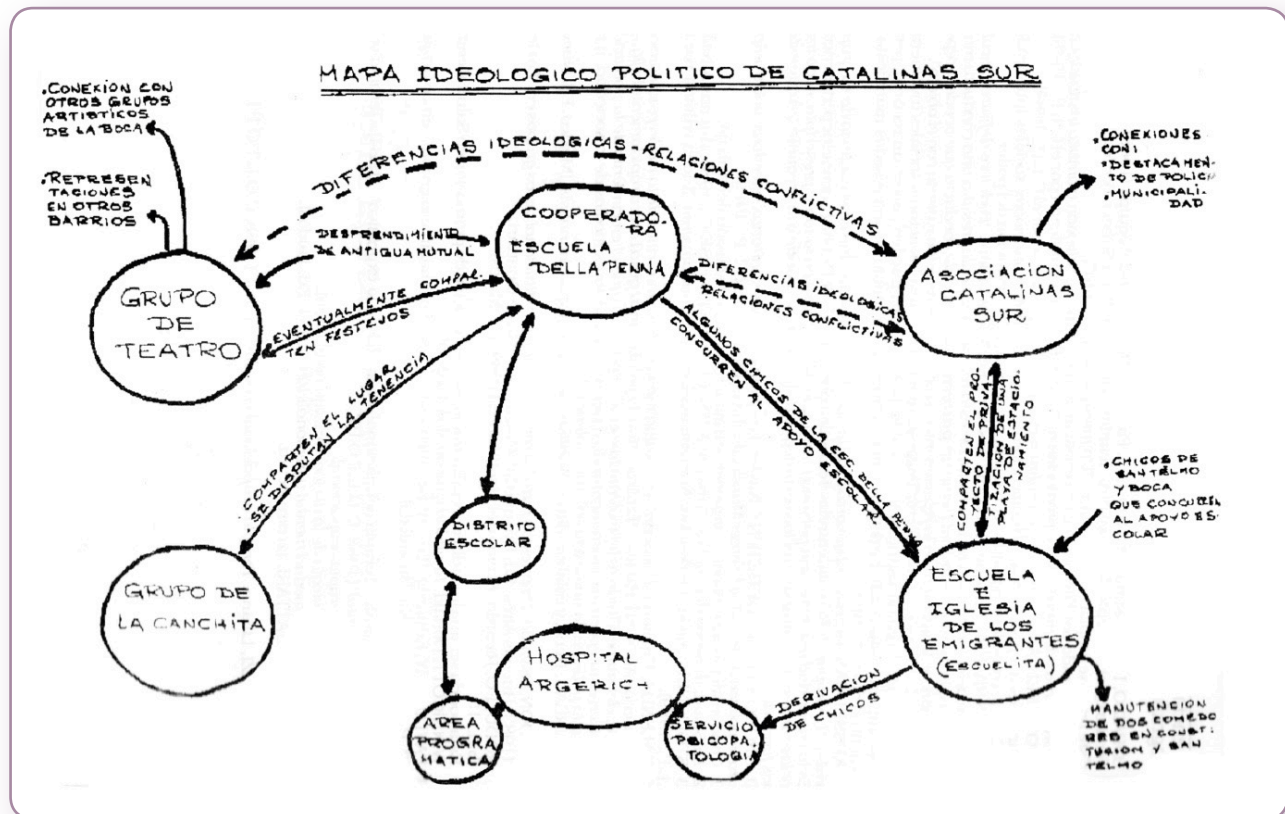 MAPA IDEOLOGICO POLITICO DE CATALINAS SUR
.CONEXION CON
OTROS GRUPOS
ARTISTICOS
DE LA BOCA
.REPRESEN
TACIONES
EN OTROS
BARRIOS
DIFERENCIAS IDEOLOGICAS - RELACIONES CONFLICTIVAS
.CONEXIONES
CON:
.DESTACAMEN-
TO DE POLICIA
.MUNICIPALI-
DAD
DESPRENDIMIENTO
DE ANTIGUA MUTUAL
COOPERADO-
RA
ESCUELA
DELLA PENNA
GRUPO
DE
TEATRO
EVENTUALMENTE COMPAR-
TEN FESTEJOS
DIFERENCIAS IDEOLOGICAS
RELACIONES CONFLICTIVAS
ASOCIACION
CATALINAS
SUR
.COMPARTEN EL LUGAR
.SE DISPUTAN LA TENENCIA
ALGUNOS CHICOS DE LA ESC DELLA PENNA
CONCURREN AL APOYO ESCOLAR
COMPARTEN EL PRO-
YECTO DE PRIVA-
TIZACION DE UNA
PLAYA DE ESTACIO-
NAMIENTO
.CHICOS DE
SAN TELMO
Y BOCA
QUE CONCURREN
AL APOYO ES-
COLAR
DISTRITO
ESCOLAR
GRUPO DE
LA CANCHITA
ESCUELA
E
IGLESIA
DE LOS
EMIGRANTES
(ESCUELITA)
HOSPITAL
ARGERICH
AREA
PROGRA
MATICA
SERVICIO
PSICOPA-
TOLOGIA
DERIVACION
DE CHICOS
MANUTENCION
DE DOS COMEDO
RES EN CONSTI
TUCION Y SAN
TELMO